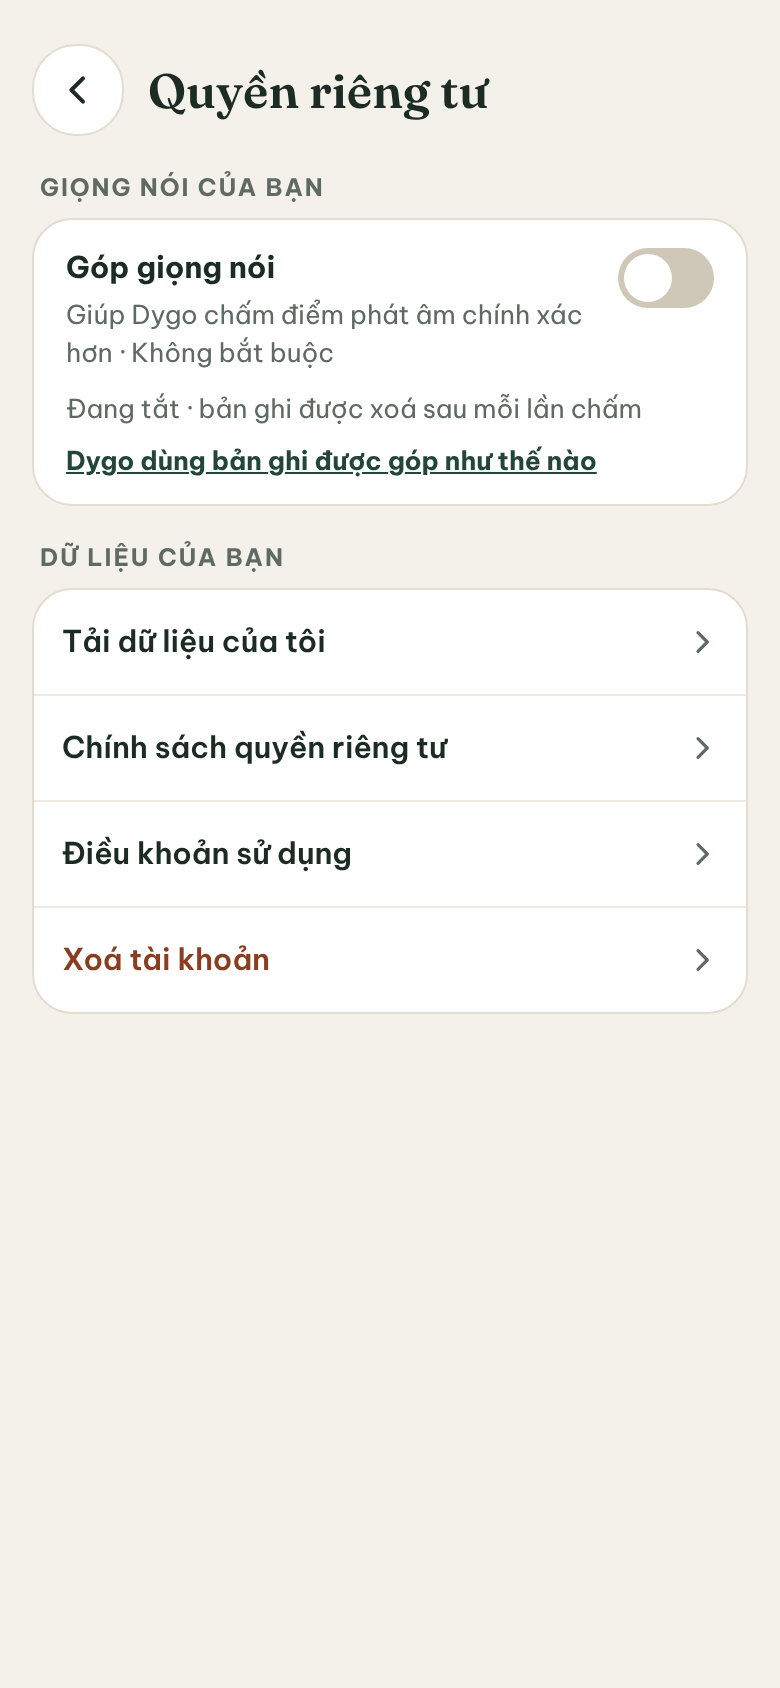 Quyền riêng tư
GIỌNG NÓI CỦA BẠN
Góp giọng nói
Giúp Dygo chấm điểm phát âm chính xác
hơn · Không bắt buộc
Đang tắt · bản ghi được xoá sau mỗi lần chấm
Dygo dùng bản ghi được góp như thế nào
DỮ LIỆU CỦA BẠN
Tải dữ liệu của tôi
Chính sách quyền riêng tư
Điều khoản sử dụng
Xoá tài khoản